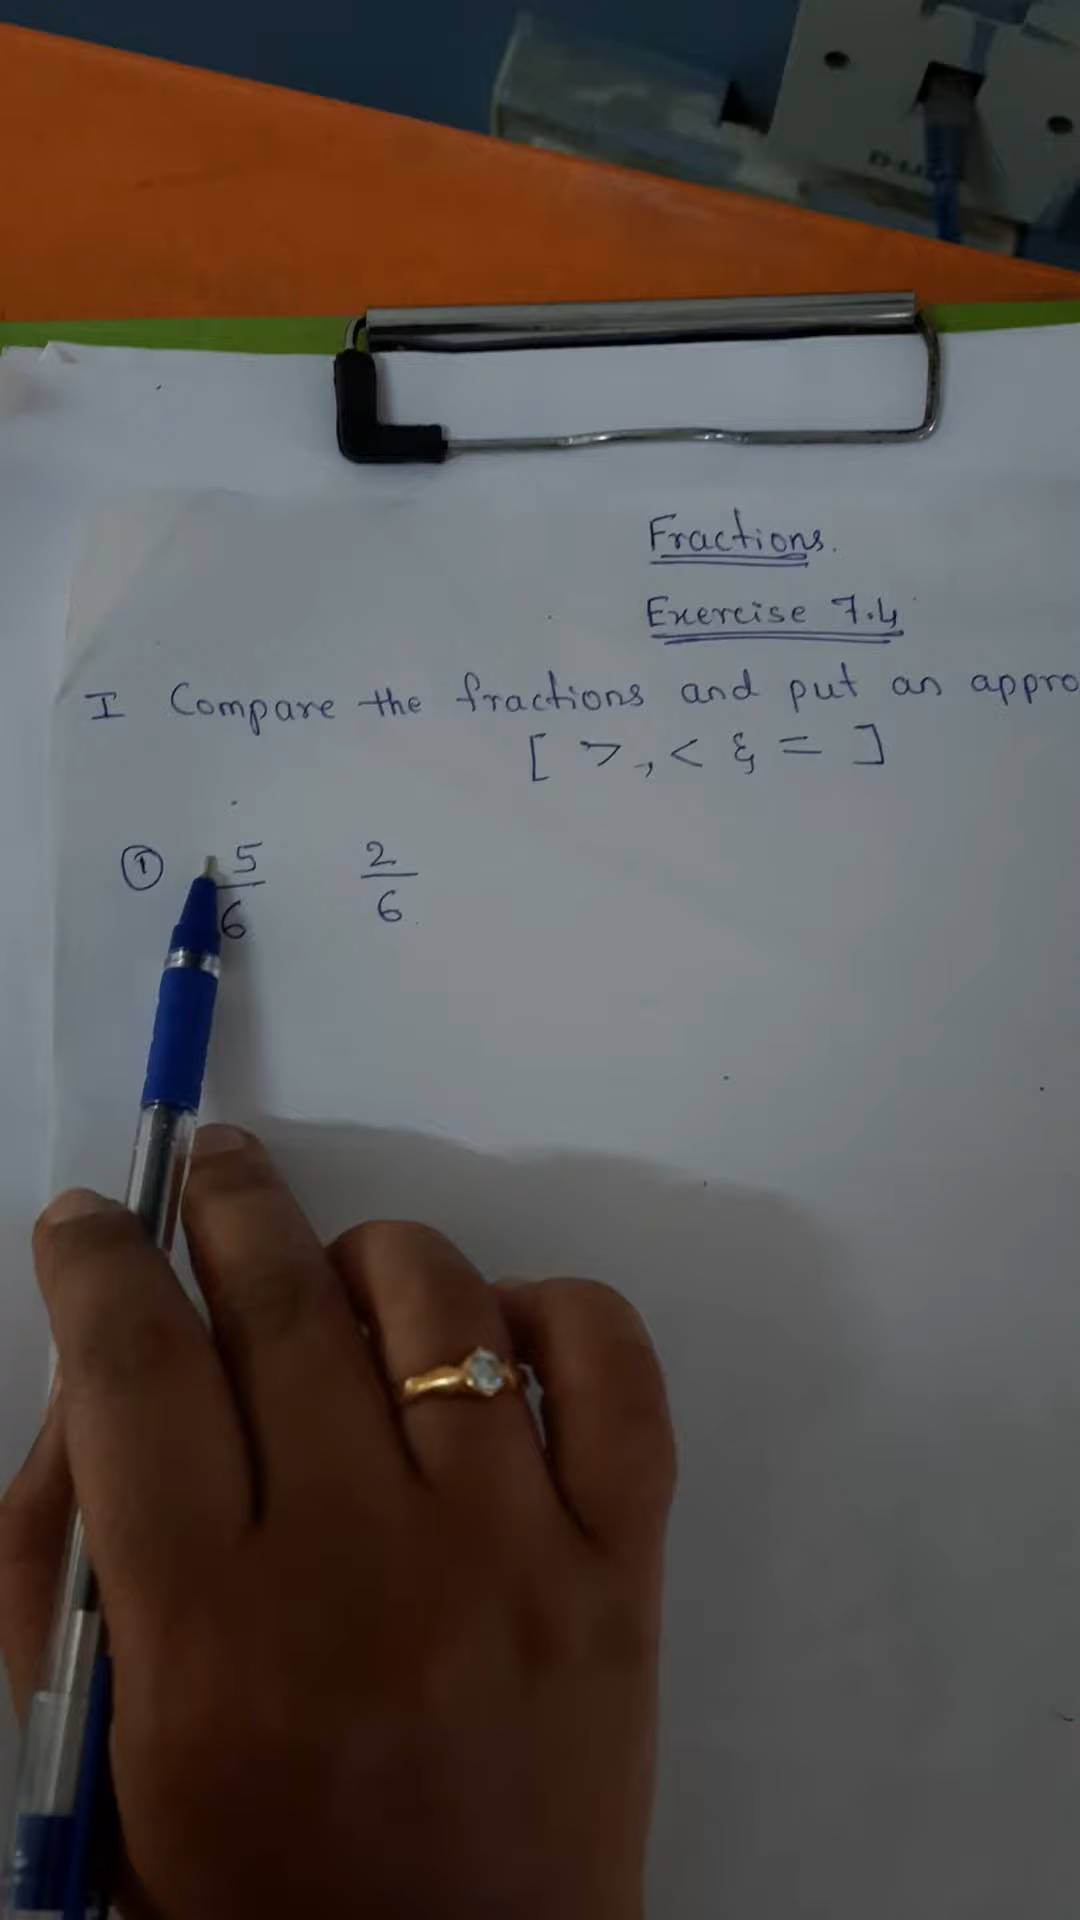 Fractions.
Exercise 7.4
I Compare the fractions and put an appro
[ >, < & = ]
① 5/6 2/6